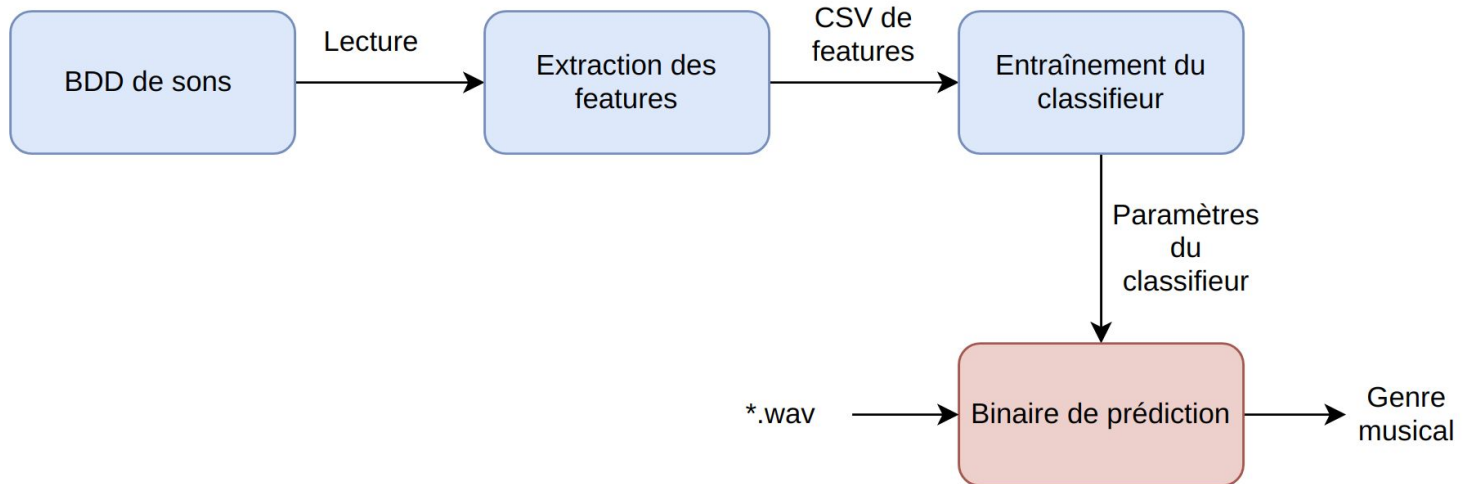 BDD de sons
Lecture
Extraction des
features
CSV de
features
Entraînement du
classifieur
Paramètres
du
classifieur
*.wav
Binaire de prédiction
Genre
musical